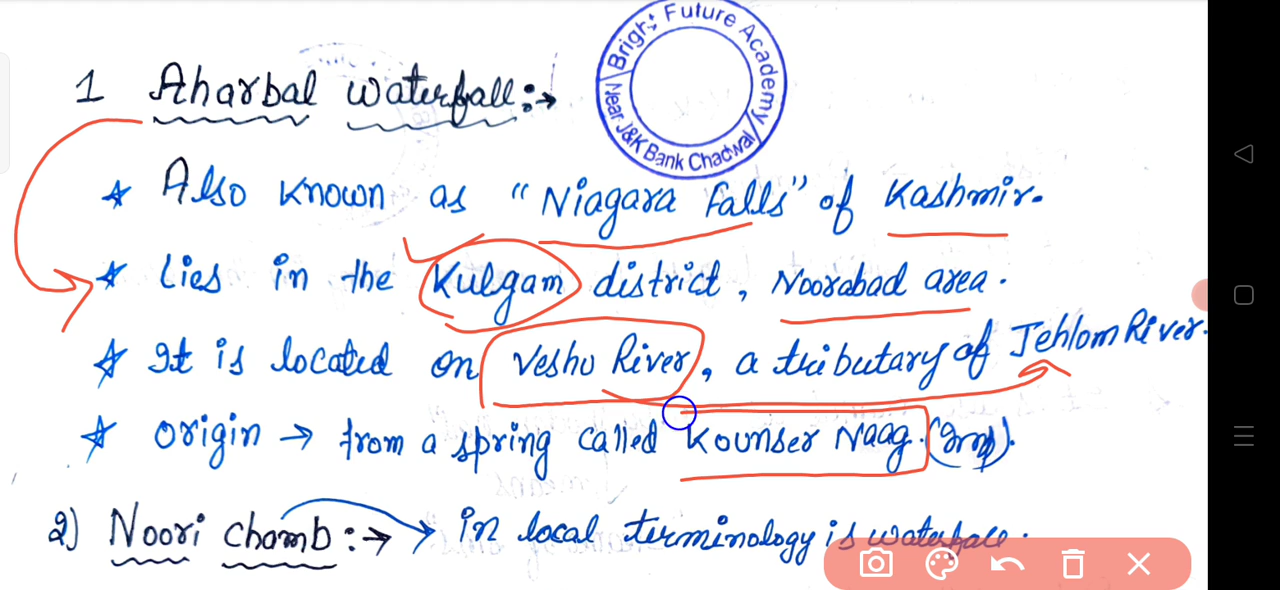 Bright Future Academy
Near J&K Bank Chadwal
1 Aharbal Waterfall:→
★ Also known as "Niagara Falls" of Kashmir.
★ Lies in the Kulgam district, Noorabad area.
★ It is located on Veshu River, a tributary of Jehlom River.
★ Origin → from a spring called Kounser Naag. (Imp).
2) Noori Chamb:→ → in local terminology is waterfall.